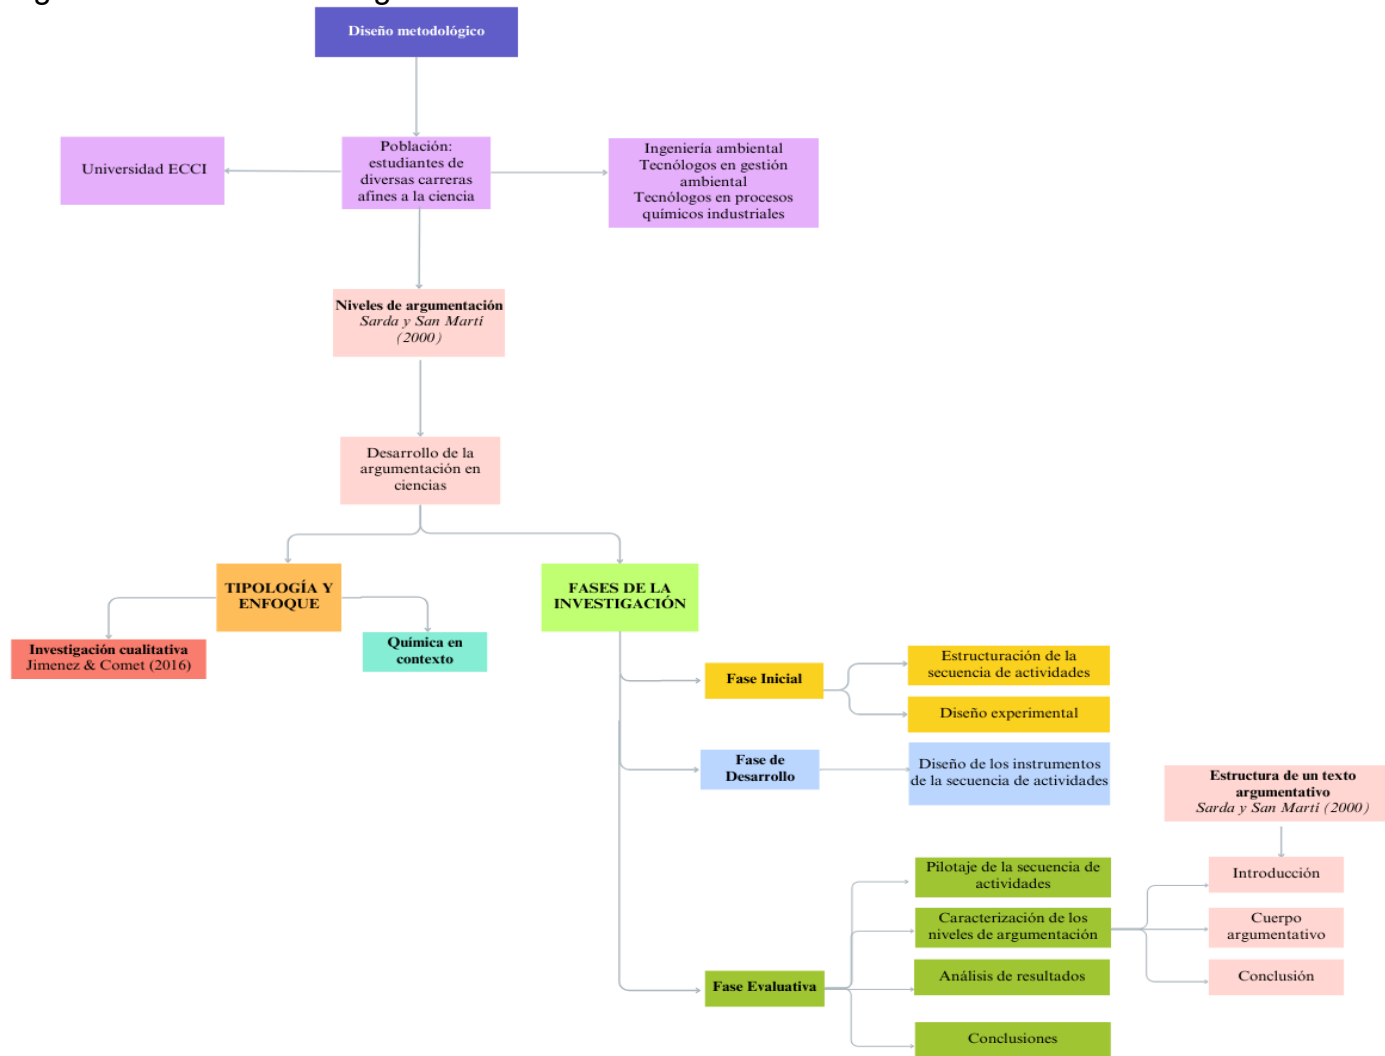 Diseño metodológico
Universidad ECCI
Población:
estudiantes de
diversas carreras
afines a la ciencia
Ingeniería ambiental
Tecnólogos en gestión
ambiental
Tecnólogos en procesos
químicos industriales
Niveles de argumentación
Sarda y San Martí
(2000)
Desarrollo de la
argumentación en
ciencias
TIPOLOGÍA Y
ENFOQUE
FASES DE LA
INVESTIGACIÓN
Investigación cualitativa
Jimenez & Comet (2016)
Química en
contexto
Fase Inicial
Estructuración de la
secuencia de actividades
Diseño experimental
Fase de
Desarrollo
Diseño de los instrumentos
de la secuencia de actividades
Estructura de un texto
argumentativo
Sarda y San Martí (2000)
Fase Evaluativa
Pilotaje de la secuencia de
actividades
Caracterización de los
niveles de argumentación
Análisis de resultados
Conclusiones
Introducción
Cuerpo
argumentativo
Conclusión